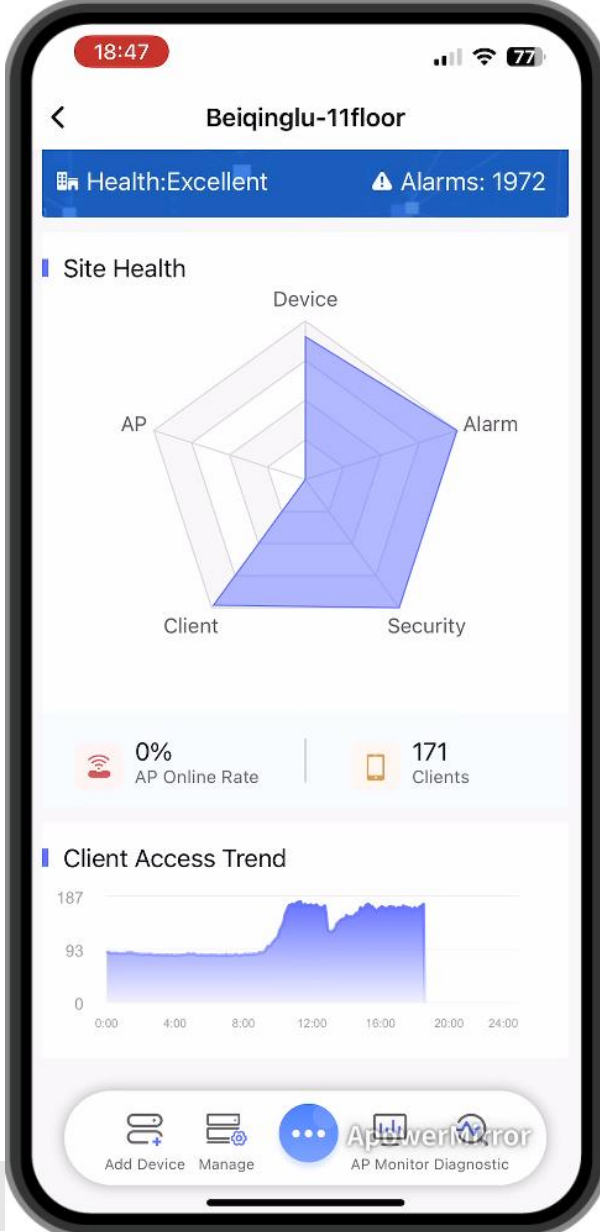 18:47
77
Beiqinglu-11floor
Health:Excellent
Alarms: 1972
Site Health
Device
AP
Alarm
Client
Security
0%
AP Online Rate
171
Clients
Client Access Trend
187
93
0
0:00 4:00 8:00 12:00 16:00 20:00 24:00
ApowerMirror
Add Device Manage AP Monitor Diagnostic